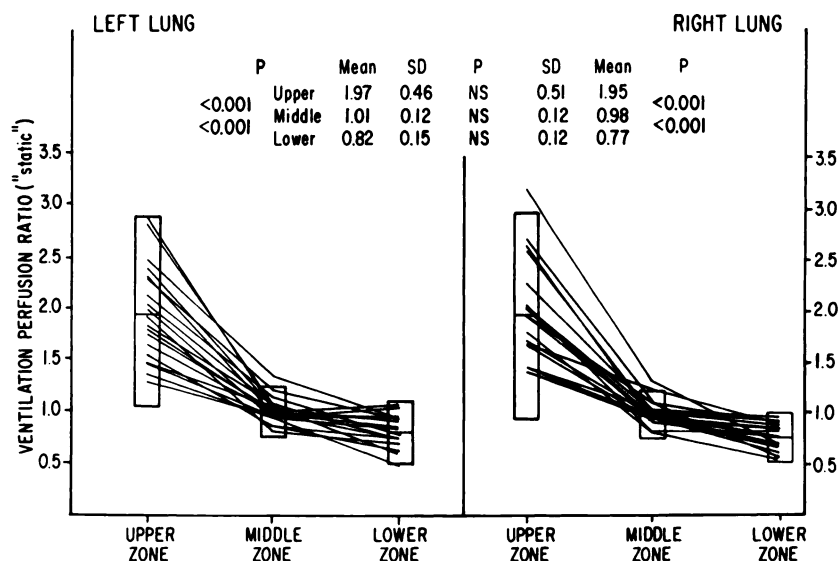 LEFT LUNG RIGHT LUNG
P Mean SD P SD Mean P
Upper 1.97 0.46 NS 0.51 1.95
<0.001 <0.001
Middle 1.01 0.12 NS 0.12 0.98
<0.001 <0.001
Lower 0.82 0.15 NS 0.12 0.77
VENTILATION PERFUSION RATIO ("static")
3.5 3.5
3.0 3.0
2.5 2.5
2.0 2.0
1.5 1.5
1.0 1.0
0.5 0.5
UPPER ZONE MIDDLE ZONE LOWER ZONE UPPER ZONE MIDDLE ZONE LOWER ZONE